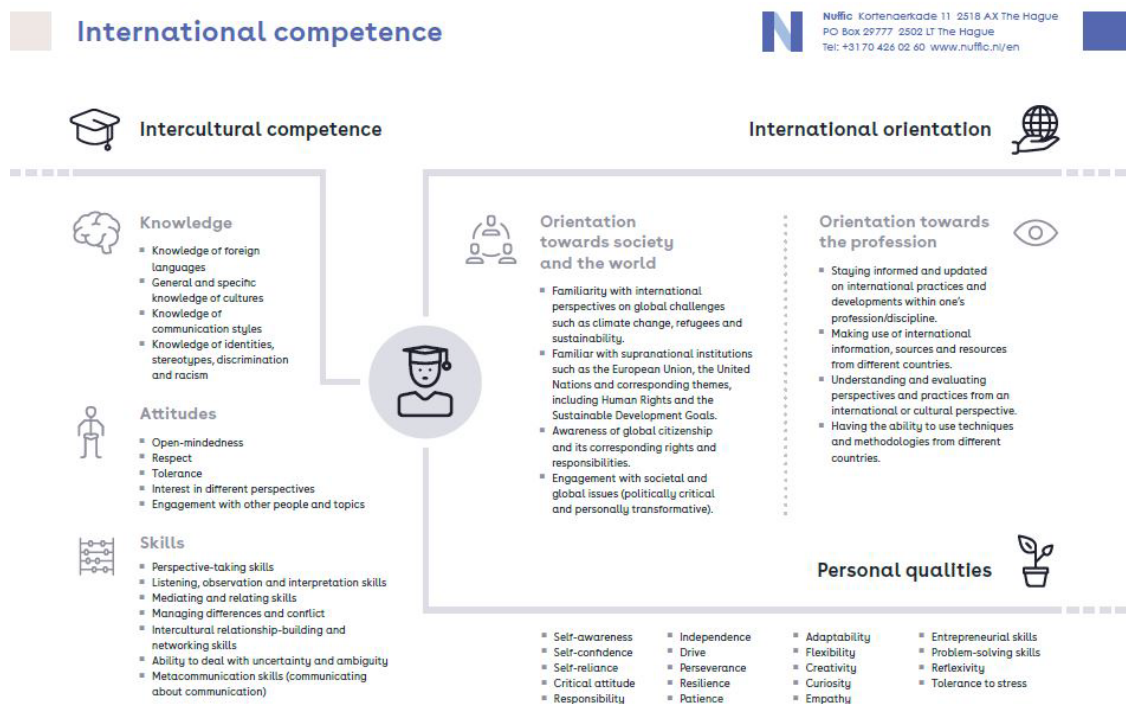 International competence
N
Nuffic Kortenaerkade 11 2518 AX The Hague
PO Box 29777 2502 LT The Hague
Tel: +3170 426 02 60 www.nuffic.nl/en
Intercultural competence
International orientation
Knowledge
Knowledge of foreign
languages
General and specific
knowledge of cultures
Knowledge of
communication styles
Knowledge of identities,
stereotypes, discrimination
and racism
Attitudes
Open-mindedness
Respect
Tolerance
Interest in different perspectives
Engagement with other people and topics
Skills
Perspective-taking skills
Listening, observation and interpretation skills
Mediating and relating skills
Managing differences and conflict
Intercultural relationship-building and
networking skills
Ability to deal with uncertainty and ambiguity
Metacommunication skills (communicating
about communication)
Orientation
towards society
and the world
Familiarity with international
perspectives on global challenges
such as climate change, refugees and
sustainability.
Familiar with supranational institutions
such as the European Union, the United
Nations and corresponding themes,
including Human Rights and the
Sustainable Development Goals.
Awareness of global citizenship
and its corresponding rights and
responsibilities.
Engagement with societal and
global issues (politically critical
and personally transformative).
Orientation towards
the profession
Staying informed and updated
on international practices and
developments within one's
profession/discipline.
Making use of international
information, sources and resources
from different countries.
Understanding and evaluating
perspectives and practices from an
international or cultural perspective.
Having the ability to use techniques
and methodologies from different
countries.
Personal qualities
Self-awareness
Self-confidence
Self-reliance
Critical attitude
Responsibility
Independence
Drive
Perseverance
Resilience
Patience
Adaptability
Flexibility
Creativity
Curiosity
Empathy
Entrepreneurial skills
Problem-solving skills
Reflexivity
Tolerance to stress